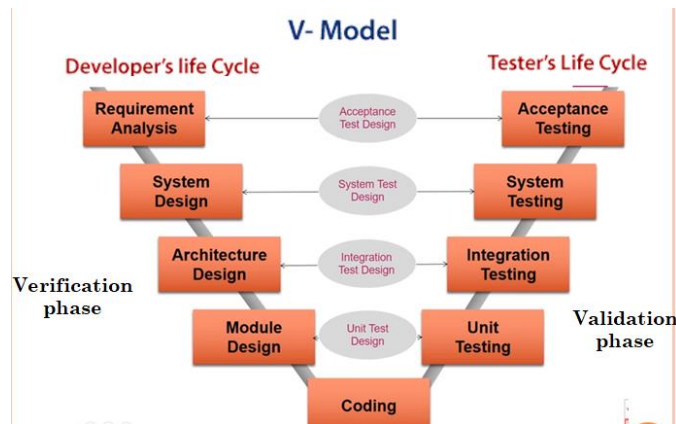 V- Model
Developer's life Cycle
Tester's Life Cycle
Requirement
Analysis
Acceptance
Test Design
Acceptance
Testing
System
Design
System Test
Design
System
Testing
Architecture
Design
Integration
Test Design
Integration
Testing
Verification
phase
Module
Design
Unit Test
Design
Unit
Testing
Validation
phase
Coding